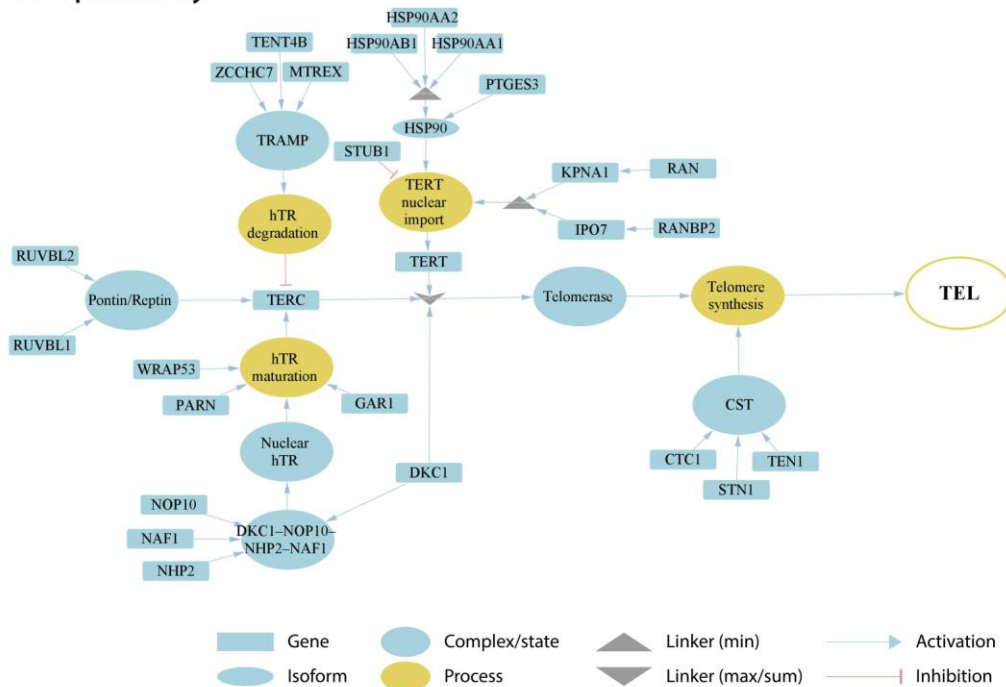 HSP90AA2
TENT4B
HSP90AB1
HSP90AA1
ZCCHC7
MTREX
PTGES3
TRAMP
HSP90
STUB1
KPNA1
RAN
TERT
nuclear
import
hTR
degradation
IPO7
RANBP2
RUVBL2
TERT
Pontin/Reptin
TERC
Telomerase
Telomere
synthesis
TEL
RUVBL1
WRAP53
hTR
maturation
PARN
GAR1
CST
Nuclear
hTR
CTC1
TEN1
DKC1
STN1
NOP10
NAF1
DKC1–NOP10–
NHP2–NAF1
NHP2
Gene
Complex/state
Linker (min)
Activation
Isoform
Process
Linker (max/sum)
Inhibition